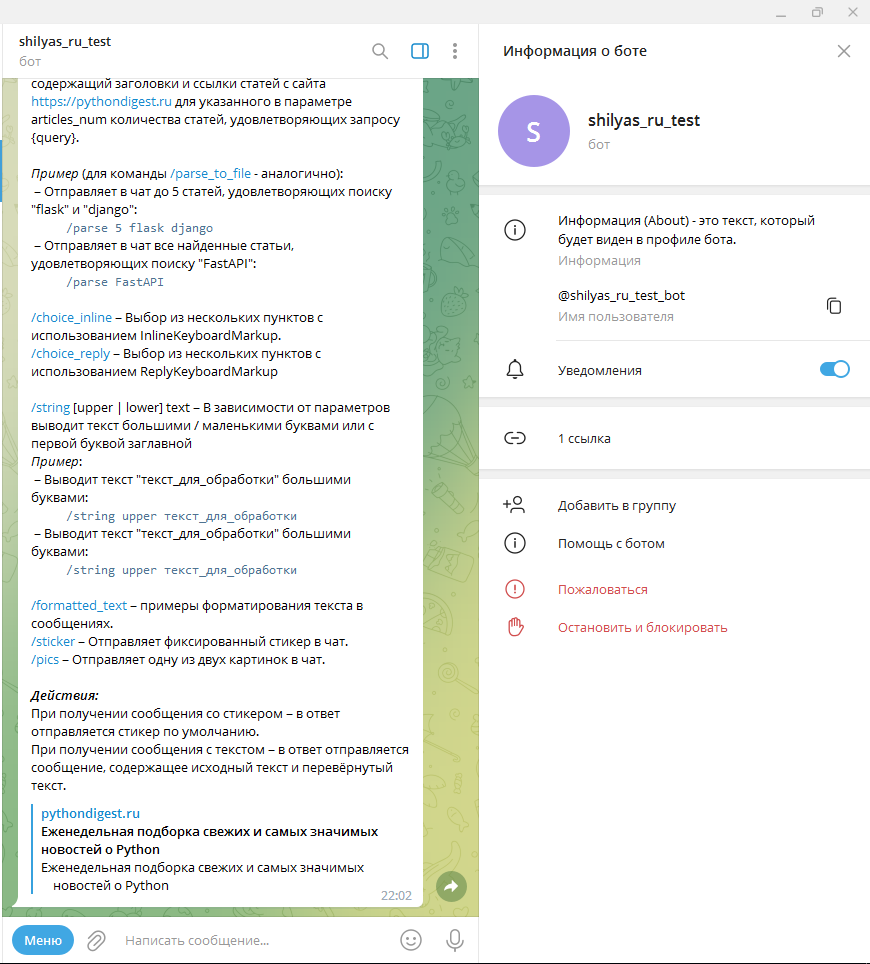 shilyas_ru_test
бот
содержащий заголовки и ссылки статей с сайта
https://pythondigest.ru для указанного в параметре
articles_num количества статей, удовлетворяющих запросу
{query}.
Пример (для команды /parse_to_file - аналогично):
– Отправляет в чат до 5 статей, удовлетворяющих поиску
"flask" и "django":
/parse 5 flask django
– Отправляет в чат все найденные статьи,
удовлетворяющих поиску "FastAPI":
/parse FastAPI
/choice_inline – Выбор из нескольких пунктов с
использованием InlineKeyboardMarkup.
/choice_reply – Выбор из нескольких пунктов с
использованием ReplyKeyboardMarkup
/string [upper | lower] text – В зависимости от параметров
выводит текст большими / маленькими буквами или с
первой буквой заглавной
Пример:
– Выводит текст "текст_для_обработки" большими
буквами:
/string upper текст_для_обработки
– Выводит текст "текст_для_обработки" большими
буквами:
/string upper текст_для_обработки
/formatted_text – примеры форматирования текста в
сообщениях.
/sticker – Отправляет фиксированный стикер в чат.
/pics – Отправляет одну из двух картинок в чат.
Действия:
При получении сообщения со стикером – в ответ
отправляется стикер по умолчанию.
При получении сообщения с текстом – в ответ отправляется
сообщение, содержащее исходный текст и перевёрнутый
текст.
pythondigest.ru
Еженедельная подборка свежих и самых значимых
новостей о Python
Еженедельная подборка свежих и самых значимых
новостей о Python
22:02
Меню
Написать сообщение...
Информация о боте
S
shilyas_ru_test
бот
Информация (About) - это текст, который
будет виден в профиле бота.
Информация
@shilyas_ru_test_bot
Имя пользователя
Уведомления
1 ссылка
Добавить в группу
Помощь с ботом
Пожаловаться
Остановить и блокировать